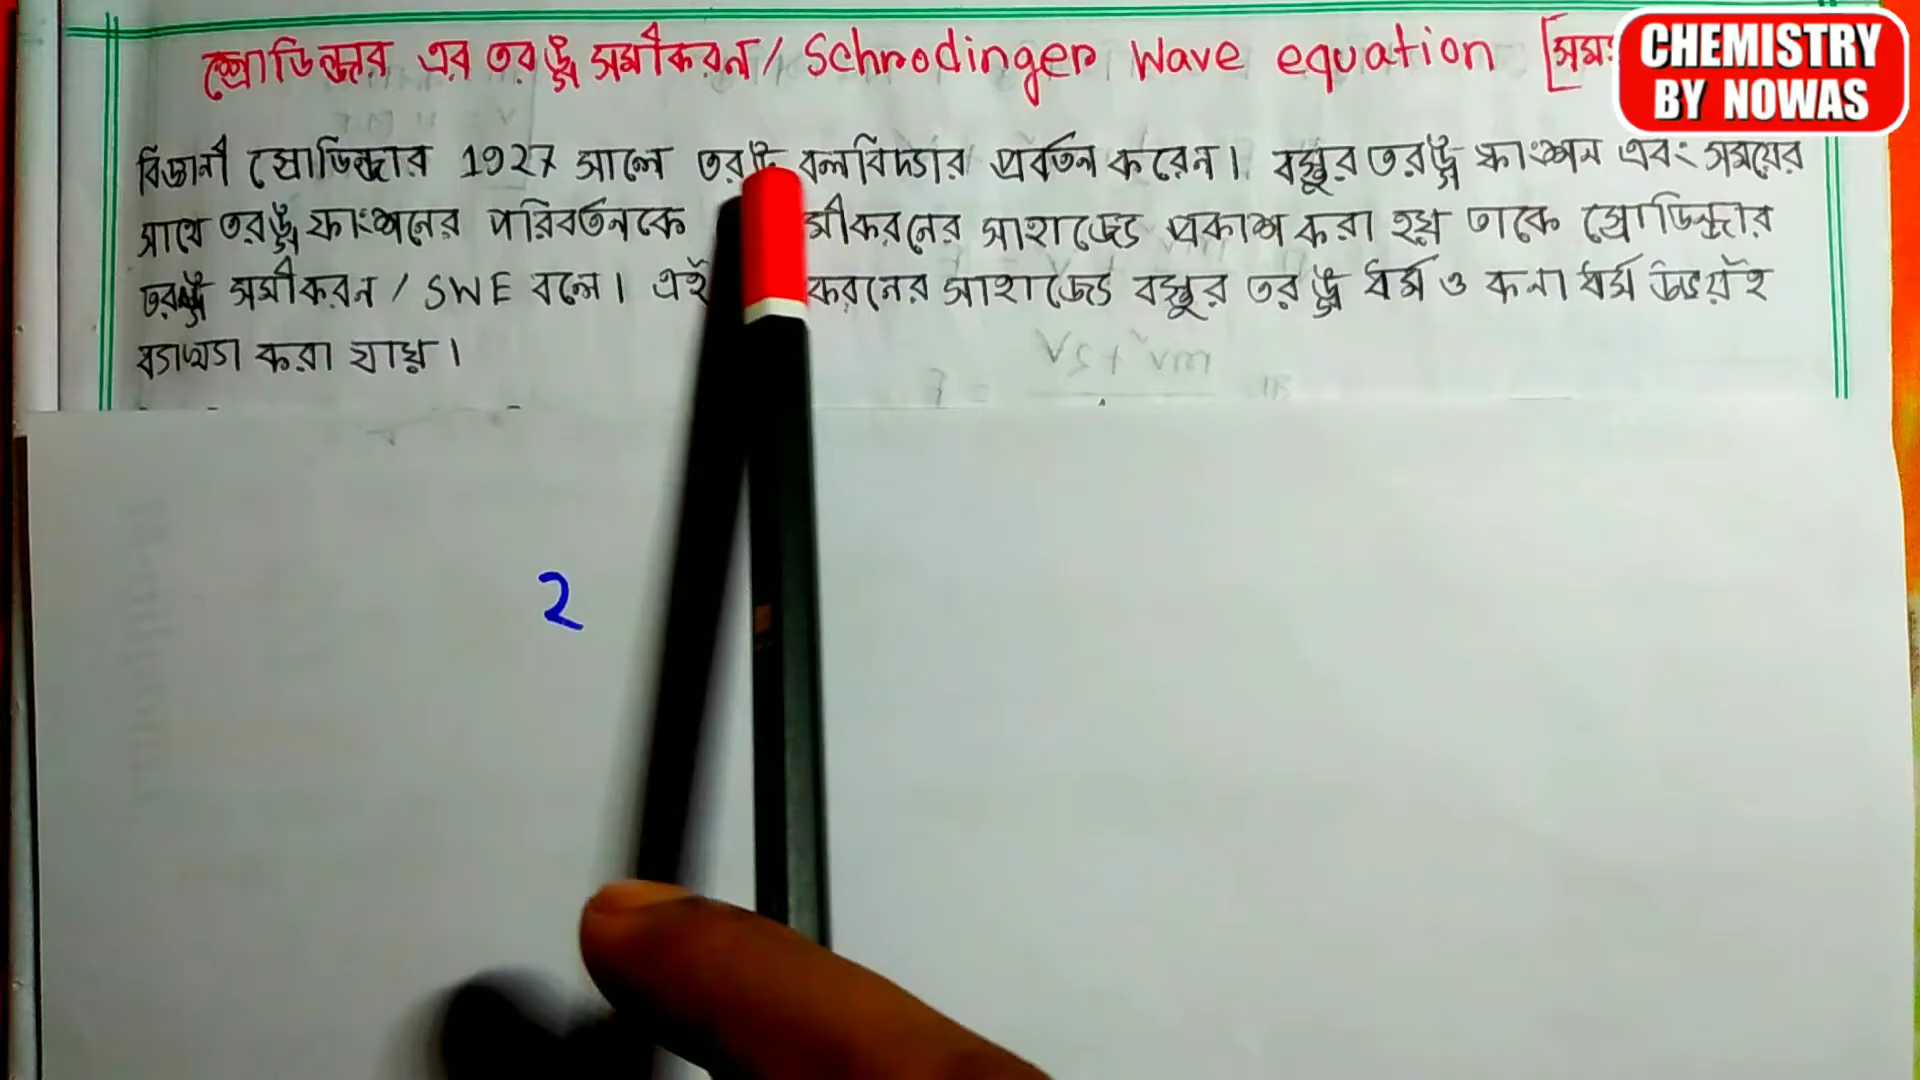 শ্রোডিন্জার এর তরঙ্গ সমীকরন / Schrodinger Wave equation [সমঃ
CHEMISTRY
BY NOWAS
বিজ্ঞানী স্রোডিন্জার 1927 সালে বলবিদ্যার প্রবর্তন করেন। বস্তুর তরঙ্গ ফাংশন এবং সময়ের
সাথে তরঙ্গ ফাংশনের পরিবর্তনকে মীকরনের সাহাজ্যে প্রকাশ করা হয় তাকে স্রোডিন্জার
তরঙ্গ সমীকরন / SWE বলে। এই করনের সাহাজ্যে বস্তুর তরঙ্গ ধর্ম ও কনা ধর্ম উভয়ই
ব্যাখ্যা করা যায়।
2